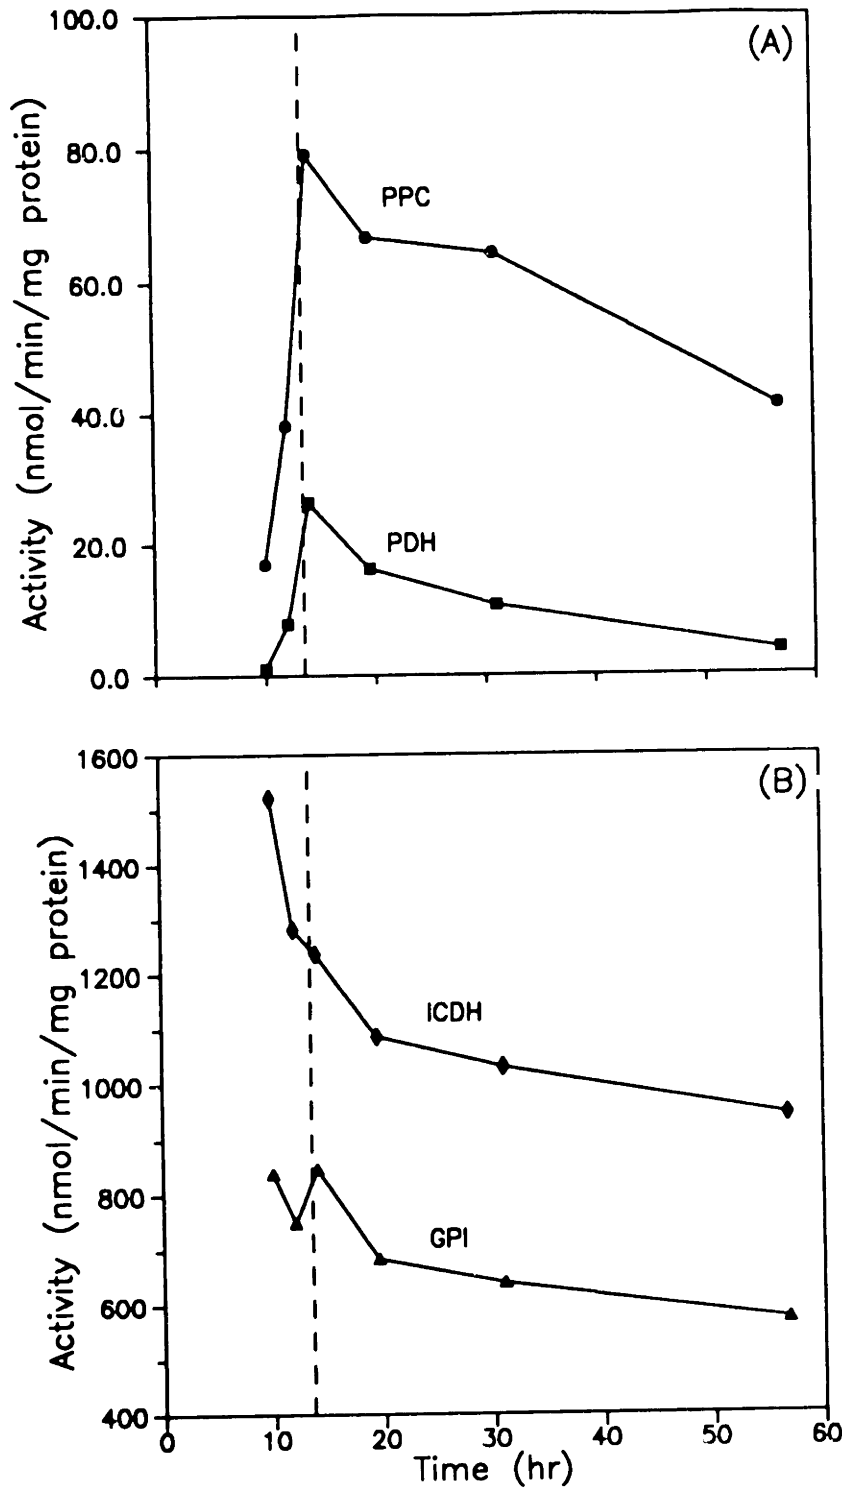 100.0
(A)
80.0
PPC
60.0
40.0
20.0
PDH
0.0
Activity (nmol/min/mg protein)
1600
(B)
1400
1200
ICDH
1000
800
GPI
600
400
Activity (nmol/min/mg protein)
0 10 20 30 40 50 60
Time (hr)